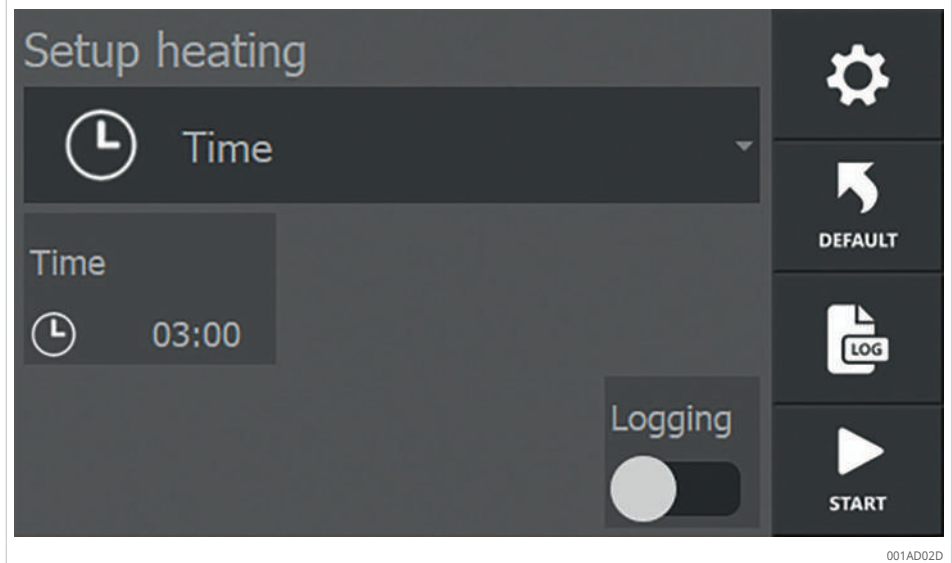 Setup heating
Time
DEFAULT
Time
03:00
LOG
Logging
START
001AD02D